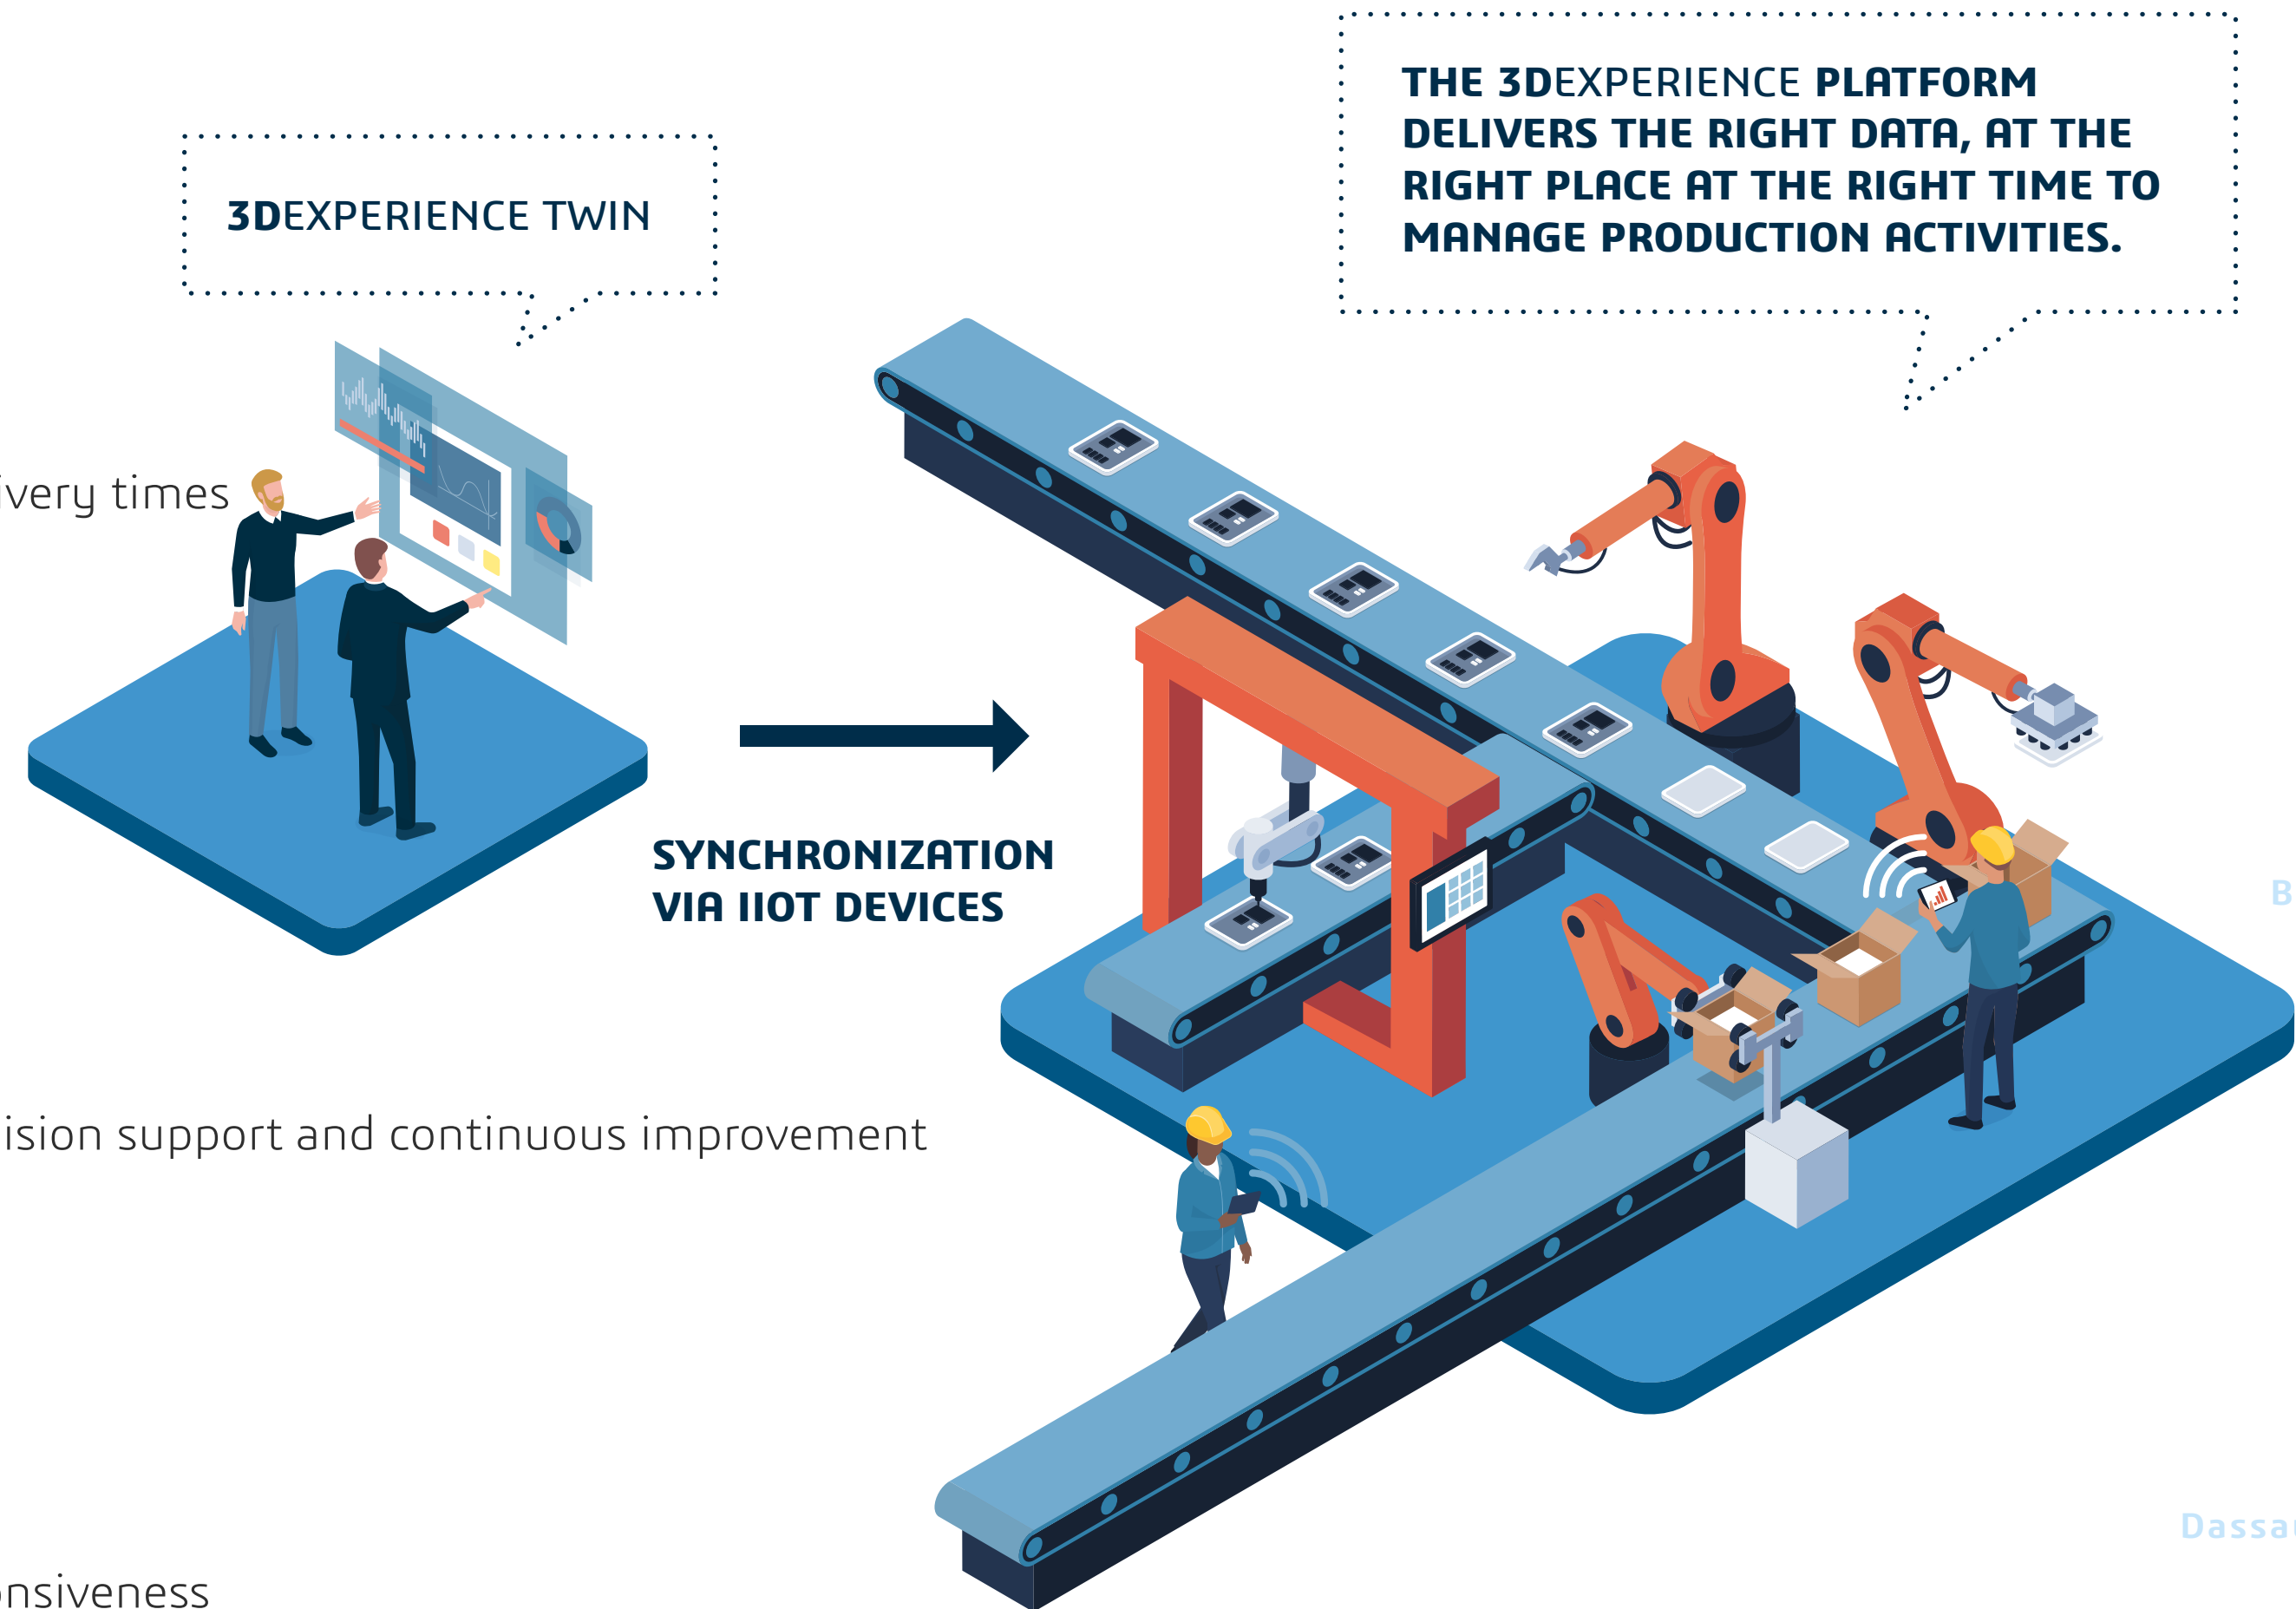 THE 3DEXPERIENCE PLATFORM
DELIVERS THE RIGHT DATA, AT THE
RIGHT PLACE AT THE RIGHT TIME TO
MANAGE PRODUCTION ACTIVITIES.
3DEXPERIENCE TWIN
times
SYNCHRONIZATION
VIA IIOT DEVICES
support and continuous improvement